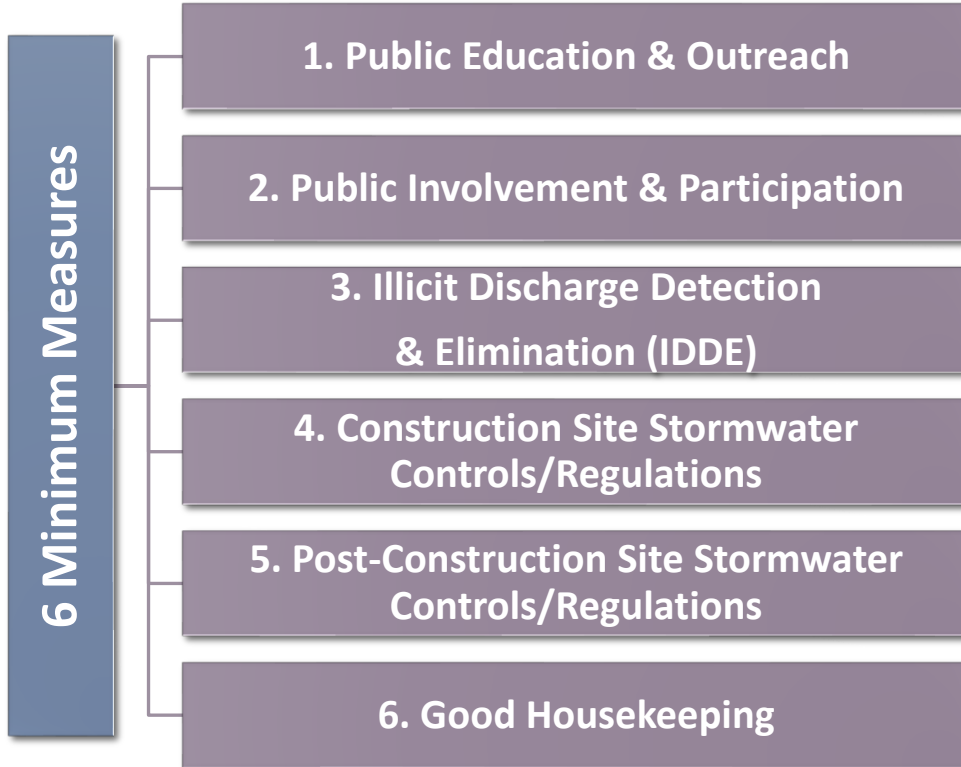 6 Minimum Measures
1. Public Education & Outreach
2. Public Involvement & Participation
3. Illicit Discharge Detection
& Elimination (IDDE)
4. Construction Site Stormwater
Controls/Regulations
5. Post-Construction Site Stormwater
Controls/Regulations
6. Good Housekeeping